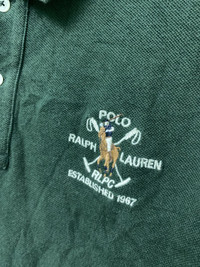 POLO
RALPH LAUREN
RLPC
ESTABLISHED 1967